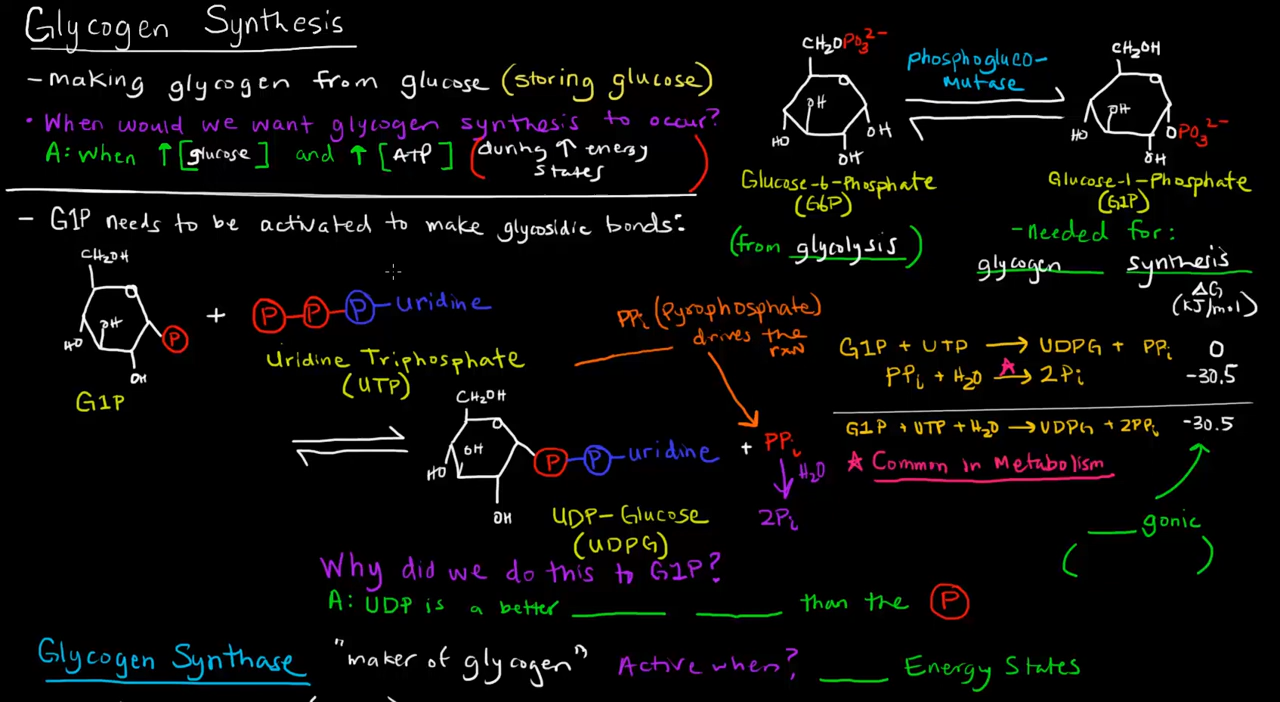 Glycogen Synthesis
- making glycogen from glucose (storing glucose)
• When would we want glycogen synthesis to occur?
A: When ↑ [glucose] and ↑ [ATP] (during ↑ energy states)
CH₂OPO₃²⁻
OH
HO
OH
OH
Glucose-6-Phosphate
(G6P)
(from glycolysis)
phosphogluco-
mutase
CH₂OH
OH
HO
OPO₃²⁻
OH
Glucose-1-Phosphate
(G1P)
- needed for:
glycogen synthesis
- G1P needs to be activated to make glycosidic bonds:
CH₂OH
OH
HO
P
OH
G1P
+
P-P-P-uridine
Uridine Triphosphate
(UTP)
PPi (Pyrophosphate)
drives the
rxn
CH₂OH
OH
HO
P-P-uridine
OH
UDP-Glucose
(UDPG)
+ PPi
H₂O
2Pi
ΔG
(kJ/mol)
G1P + UTP → UDPG + PPi 0
PPi + H₂O → 2Pi -30.5
G1P + UTP + H₂O → UDPG + 2PPi -30.5
☆ Common in Metabolism
(____gonic)
Why did we do this to G1P?
A: UDP is a better ____ ____ than the P
Glycogen Synthase "maker of glycogen" Active when? ____ Energy States